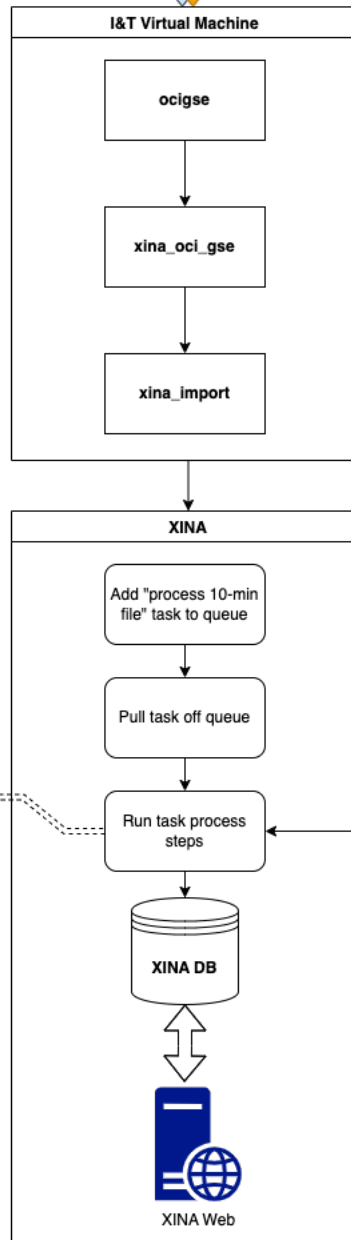 I&T Virtual Machine
ocigse
xina_oci_gse
xina_import
XINA
Add "process 10-min
file" task to queue
Pull task off queue
Run task process
steps
XINA DB
XINA Web